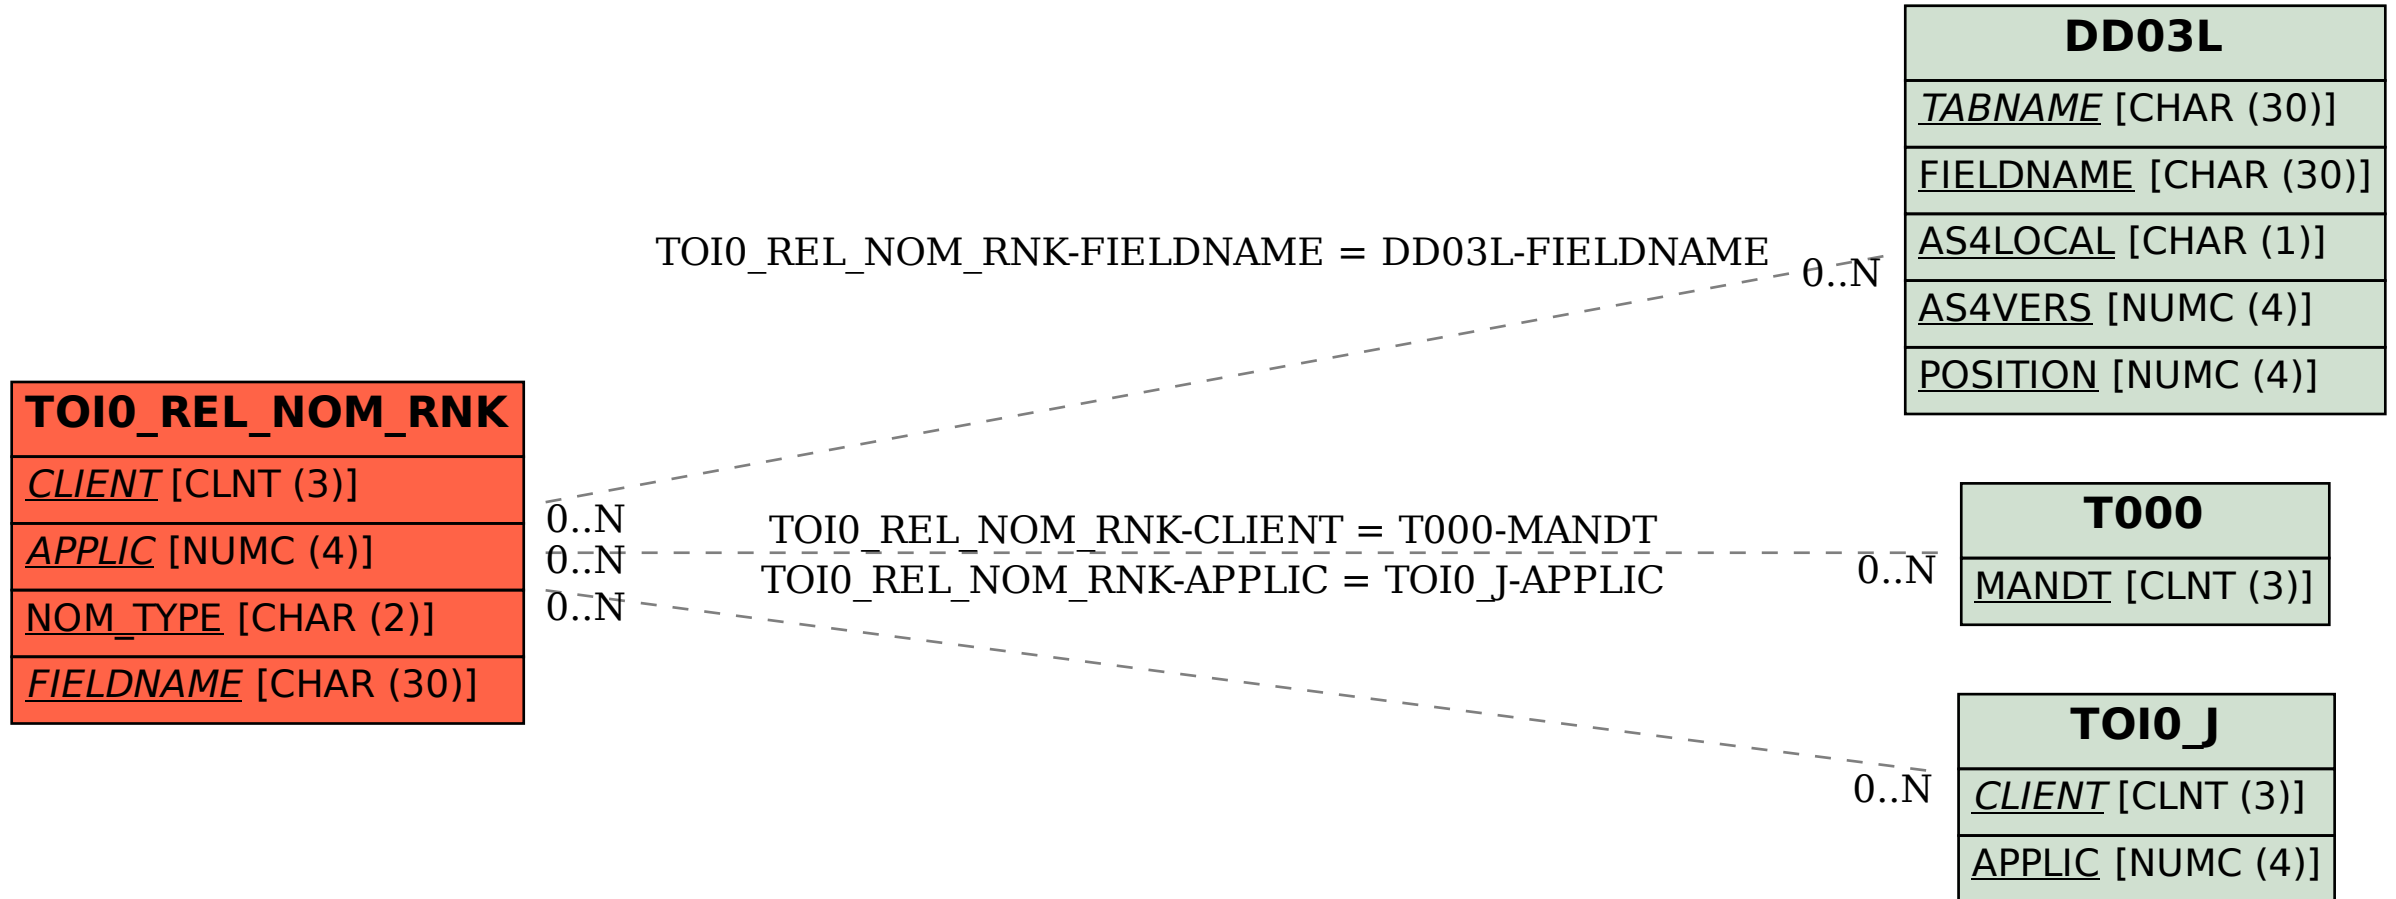 DD03L
TABNAME [CHAR (30)]
FIELDNAME [CHAR (30)]
AS4LOCAL [CHAR (1)]
AS4VERS [NUMC (4)]
POSITION [NUMC (4)]
TOI0_REL_NOM_RNK-FIELDNAME = DD03L-FIELDNAME
0..N
TOI0_REL_NOM_RNK
CLIENT [CLNT (3)]
APPLIC [NUMC (4)]
NOM_TYPE [CHAR (2)]
FIELDNAME [CHAR (30)]
0..N
0..N
0..N
TOI0_REL_NOM_RNK-CLIENT = T000-MANDT
TOI0_REL_NOM_RNK-APPLIC = TOI0_J-APPLIC
0..N
T000
MANDT [CLNT (3)]
0..N
TOI0_J
CLIENT [CLNT (3)]
APPLIC [NUMC (4)]